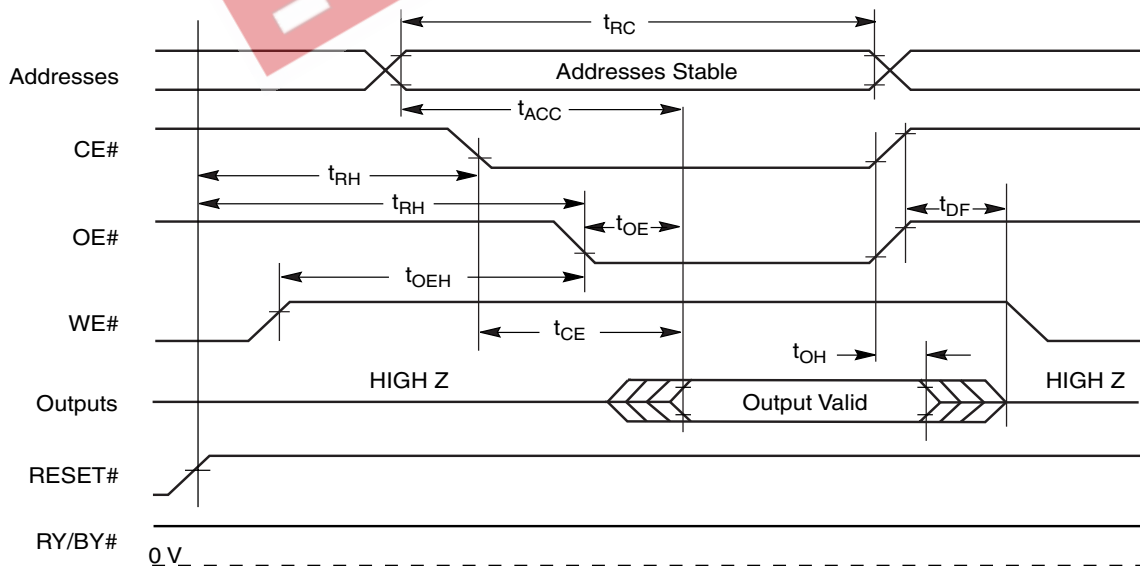 tRC
Addresses
Addresses Stable
tACC
CE#
tRH
tRH
tOE
tDF
OE#
tOEH
WE#
tCE
tOH
HIGH Z
HIGH Z
Outputs
Output Valid
RESET#
RY/BY#
0 V